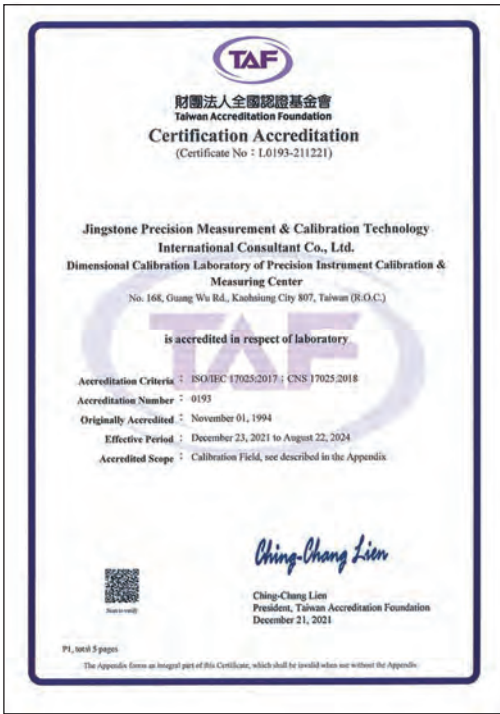 TAF
財團法人全國認證基金會
Taiwan Accreditation Foundation
Certification Accreditation
(Certificate No：L0193-211221)
Jingstone Precision Measurement & Calibration Technology
International Consultant Co., Ltd.
Dimensional Calibration Laboratory of Precision Instrument Calibration &
Measuring Center
No. 168, Guang Wu Rd., Kaohsiung City 807, Taiwan (R.O.C.)
TAF
is accredited in respect of laboratory
Accreditation Criteria：ISO/IEC 17025:2017；CNS 17025:2018
Accreditation Number：0193
Originally Accredited：November 01, 1994
Effective Period：December 23, 2021 to August 22, 2024
Accredited Scope：Calibration Field, see described in the Appendix
Ching-Chang Lien
Ching-Chang Lien
President, Taiwan Accreditation Foundation
December 21, 2021
Scan to verify
P1, total 5 pages
The Appendix forms an integral part of this Certificate, which shall be invalid when use without the Appendix